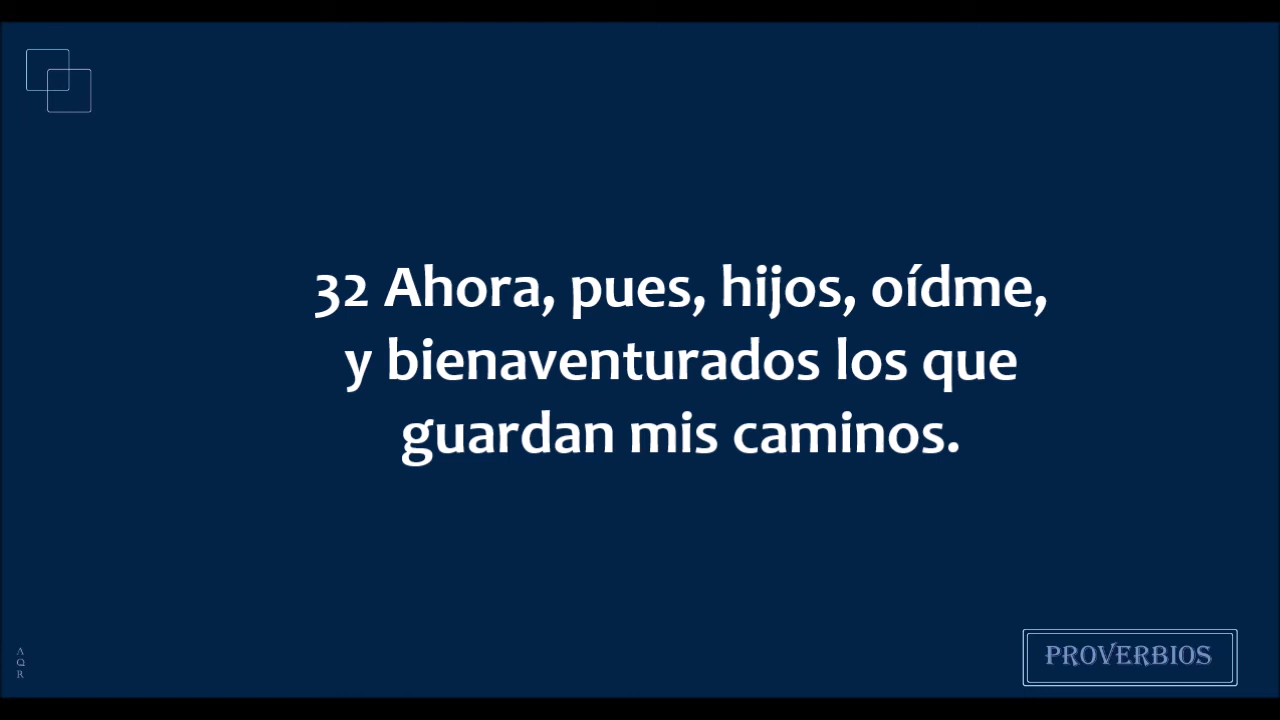 32 Ahora, pues, hijos, oídme,
y bienaventurados los que
guardan mis caminos.
A
Q
R
PROVERBIOS